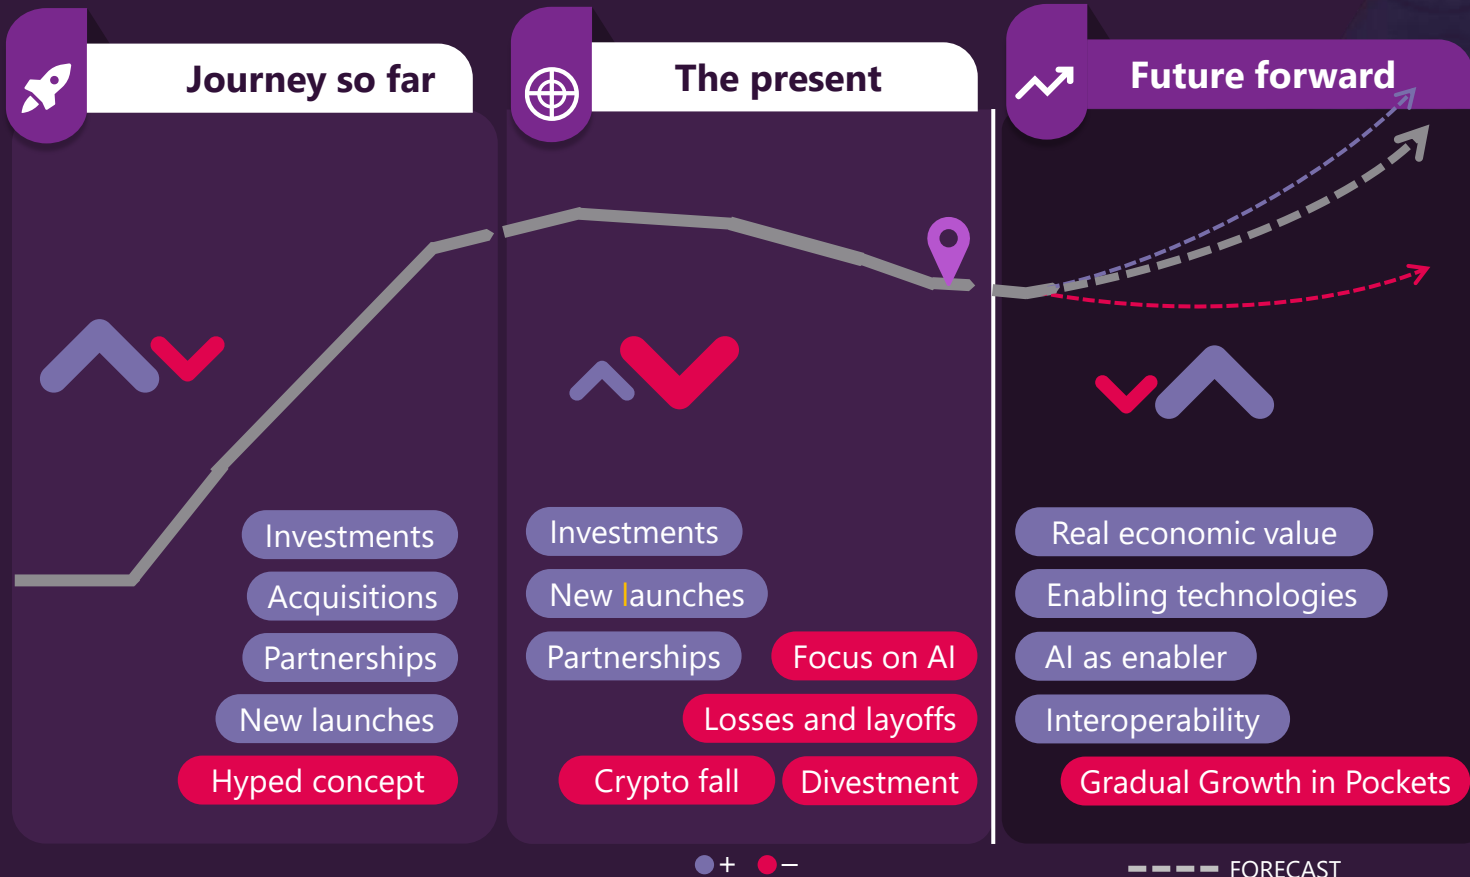 Journey so far
The present
Future forward
Investments
Acquisitions
Partnerships
New launches
Hyped concept
Investments
New launches
Partnerships
Focus on AI
Losses and layoffs
Crypto fall
Divestment
Real economic value
Enabling technologies
AI as enabler
Interoperability
Gradual Growth in Pockets
+ –
FORECAST